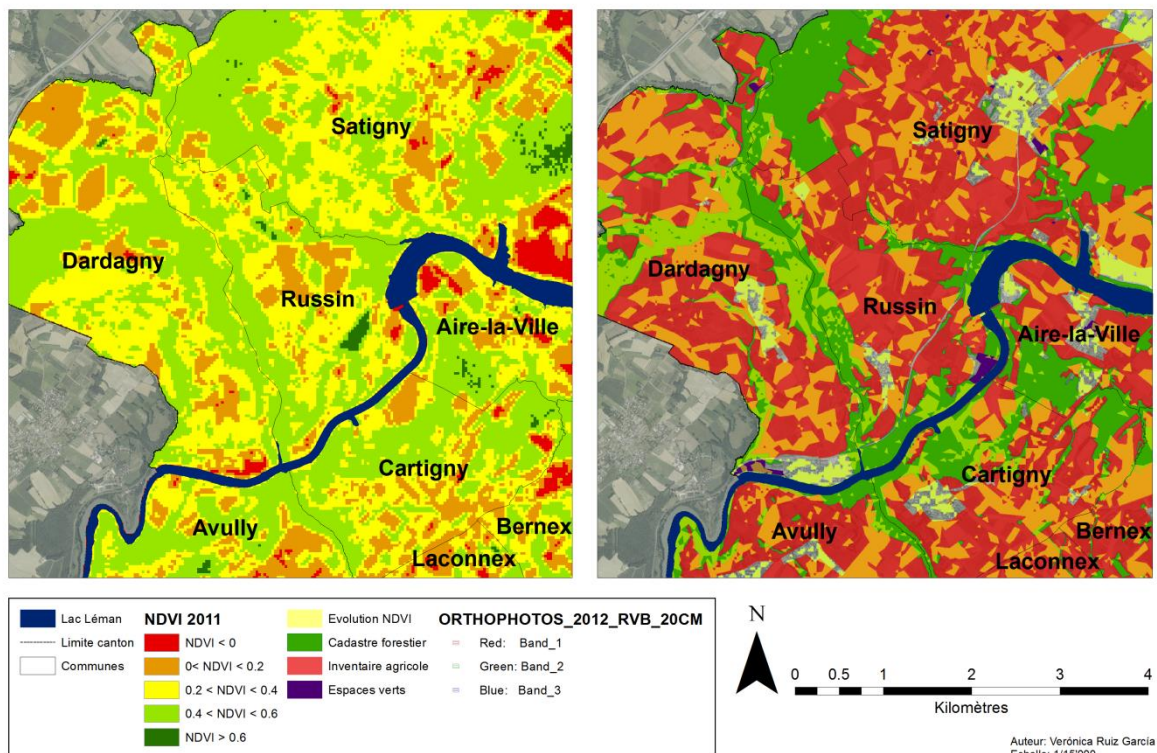 Satigny
Dardagny
Russin
Aire-la-Ville
Cartigny
Avully
Bernex
Laconnex
Satigny
Dardagny
Russin
Aire-la-Ville
Cartigny
Avully
Bernex
Laconnex
Lac Léman
Limite canton
Communes
NDVI 2011
NDVI < 0
0< NDVI < 0.2
0.2 < NDVI < 0.4
0.4 < NDVI < 0.6
NDVI > 0.6
Evolution NDVI
Cadastre forestier
Inventaire agricole
Espaces verts
ORTHOPHOTOS_2012_RVB_20CM
Red: Band_1
Green: Band_2
Blue: Band_3
N
0 0.5 1 2 3 4
Kilomètres
Auteur: Verónica Ruiz García